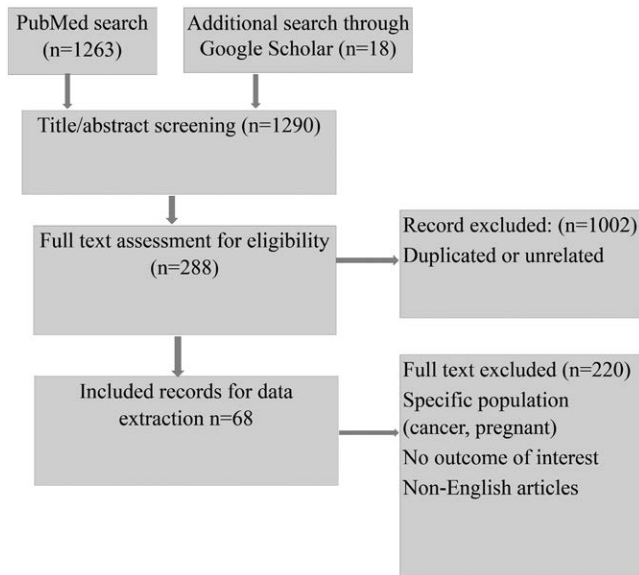 PubMed search
(n=1263)
Additional search through
Google Scholar (n=18)
Title/abstract screening (n=1290)
Full text assessment for eligibility
(n=288)
Record excluded: (n=1002)
Duplicated or unrelated
Included records for data
extraction n=68
Full text excluded (n=220)
Specific population
(cancer, pregnant)
No outcome of interest
Non-English articles